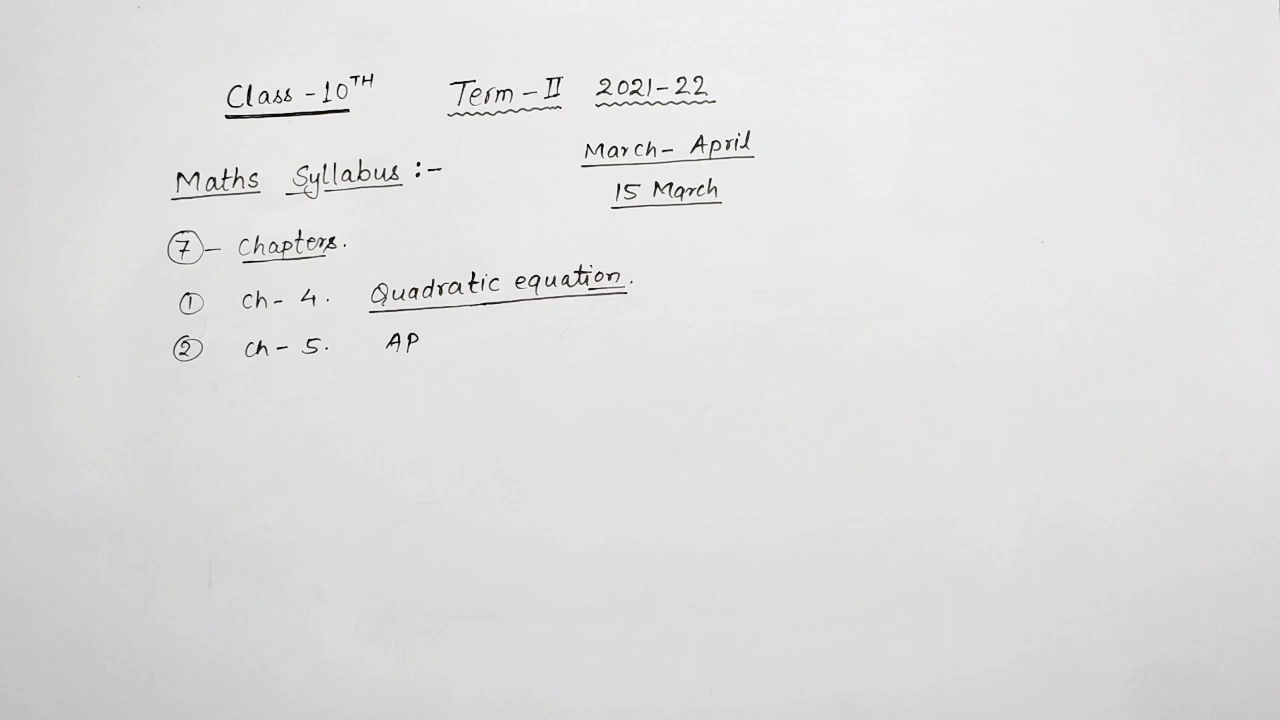 Class - 10TH Term - II 2021-22
March - April
Maths Syllabus :-
15 March
7 - Chapters.
1 Ch - 4. Quadratic equation.
2 Ch - 5. AP